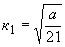 κ₁ = √(a/21)